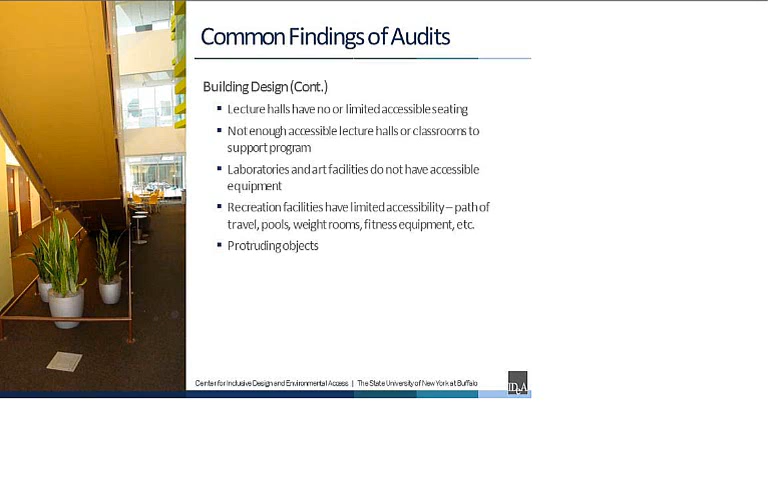 Common Findings of Audits
Building Design (Cont.)
▪ Lecture halls have no or limited accessible seating
▪ Not enough accessible lecture halls or classrooms to
support program
▪ Laboratories and art facilities do not have accessible
equipment
▪ Recreation facilities have limited accessibility – path of
travel, pools, weight rooms, fitness equipment, etc.
▪ Protruding objects
Center for Inclusive Design and Environmental Access | The State University of New York at Buffalo
IDeA